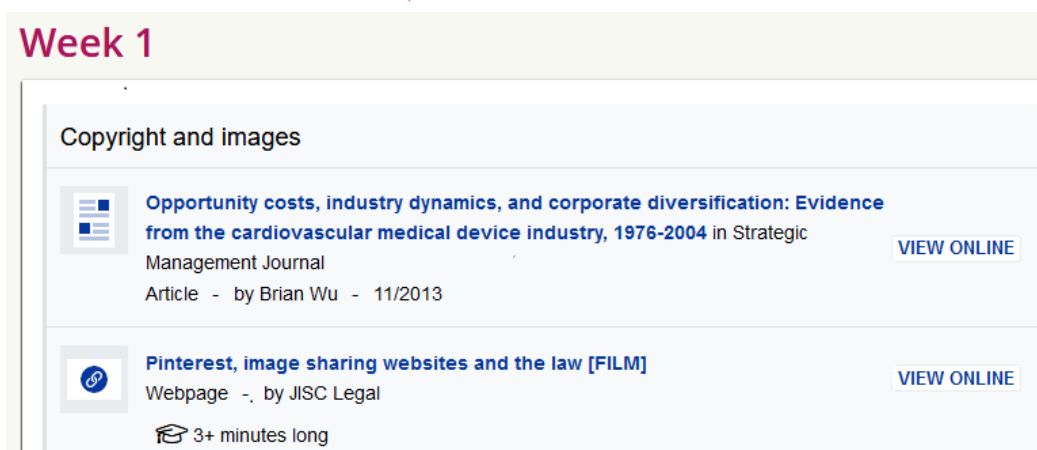 Week 1
Copyright and images
Opportunity costs, industry dynamics, and corporate diversification: Evidence
from the cardiovascular medical device industry, 1976-2004 in Strategic
Management Journal
VIEW ONLINE
Article - by Brian Wu - 11/2013
Pinterest, image sharing websites and the law [FILM]
VIEW ONLINE
Webpage -. by JISC Legal
3+ minutes long